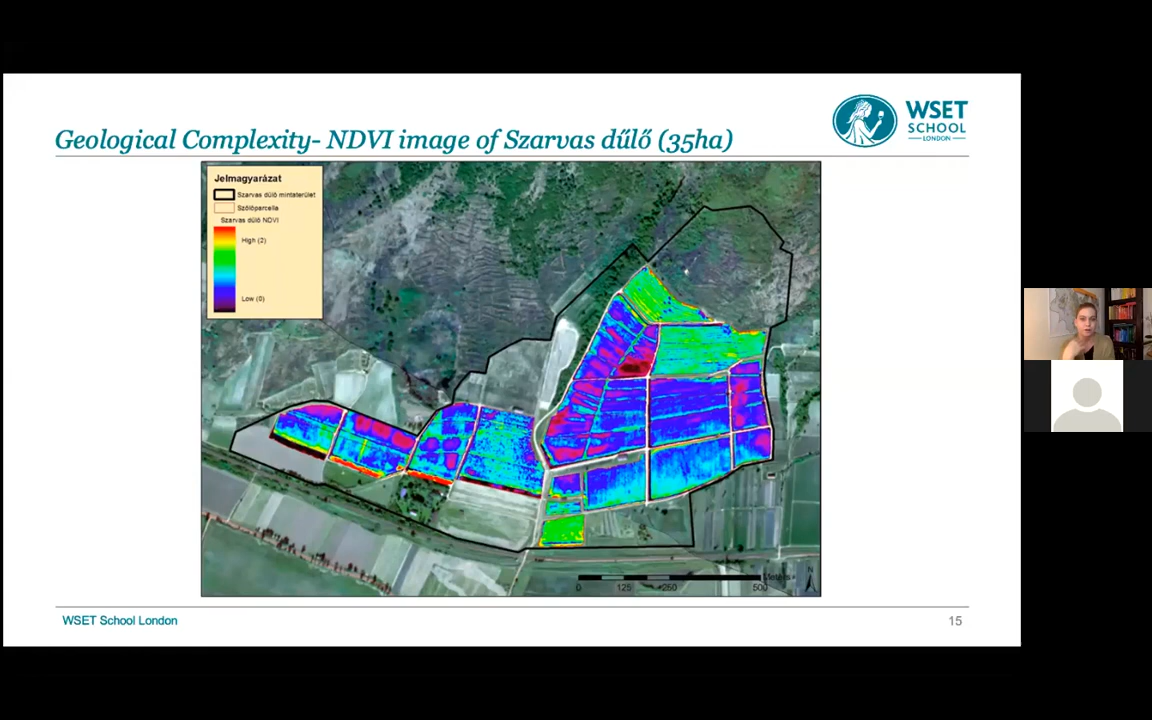 WSET
SCHOOL
LONDON
Geological Complexity- NDVI image of Szarvas dűlő (35ha)
Jelmagyarázat
Szarvas dűlő mintaterület
Szőlőparcella
Szarvas dűlő NDVI
High (2)
Low (0)
N
Meters
0 125 250 500
WSET School London
15